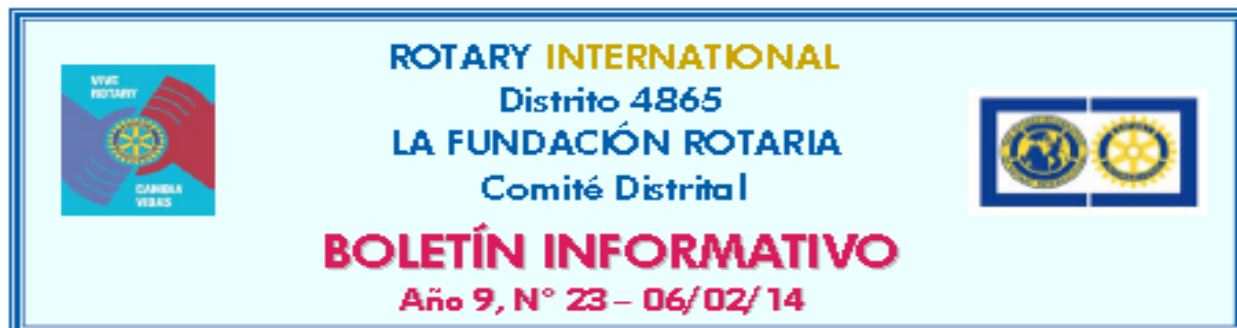 VIVE
ROTARY
CAMBIA
VIDAS
ROTARY INTERNATIONAL
Distrito 4865
LA FUNDACIÓN ROTARIA
Comité Distrital
BOLETÍN INFORMATIVO
Año 9, N° 23 – 06/02/14